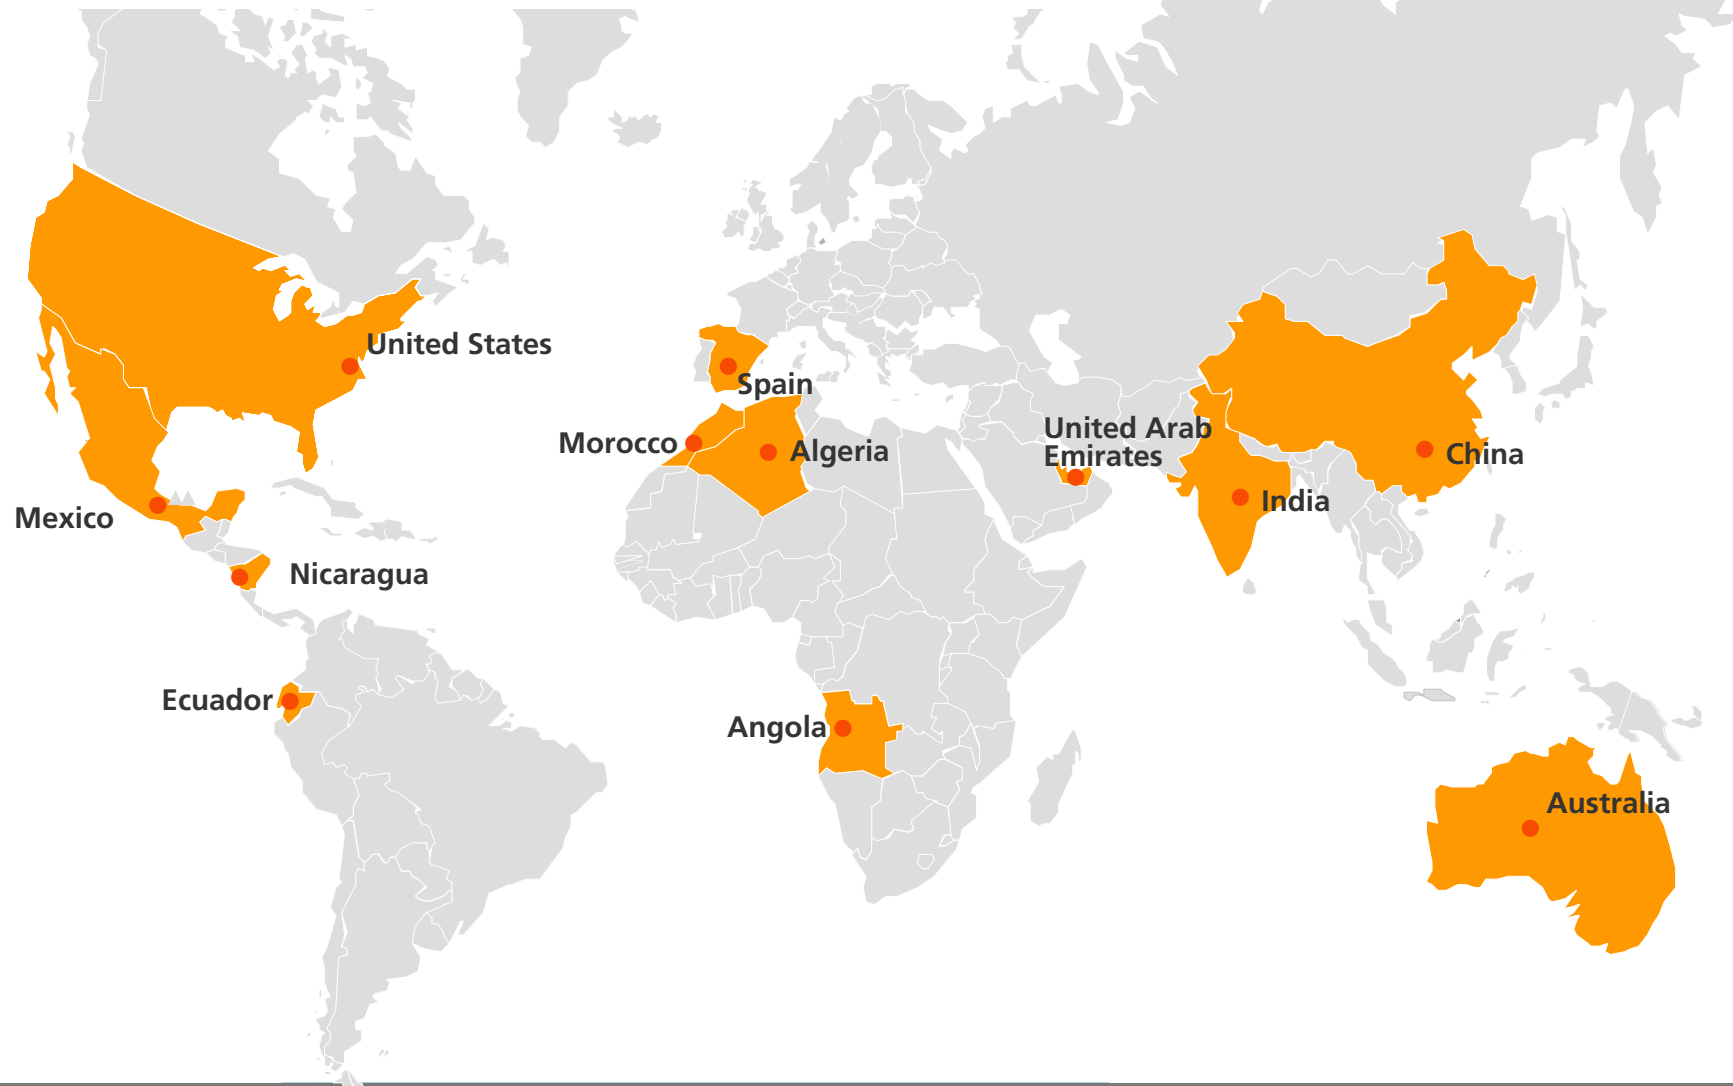 United States
Spain
Morocco
Algeria
United Arab
Emirates
China
India
Mexico
Nicaragua
Ecuador
Angola
Australia